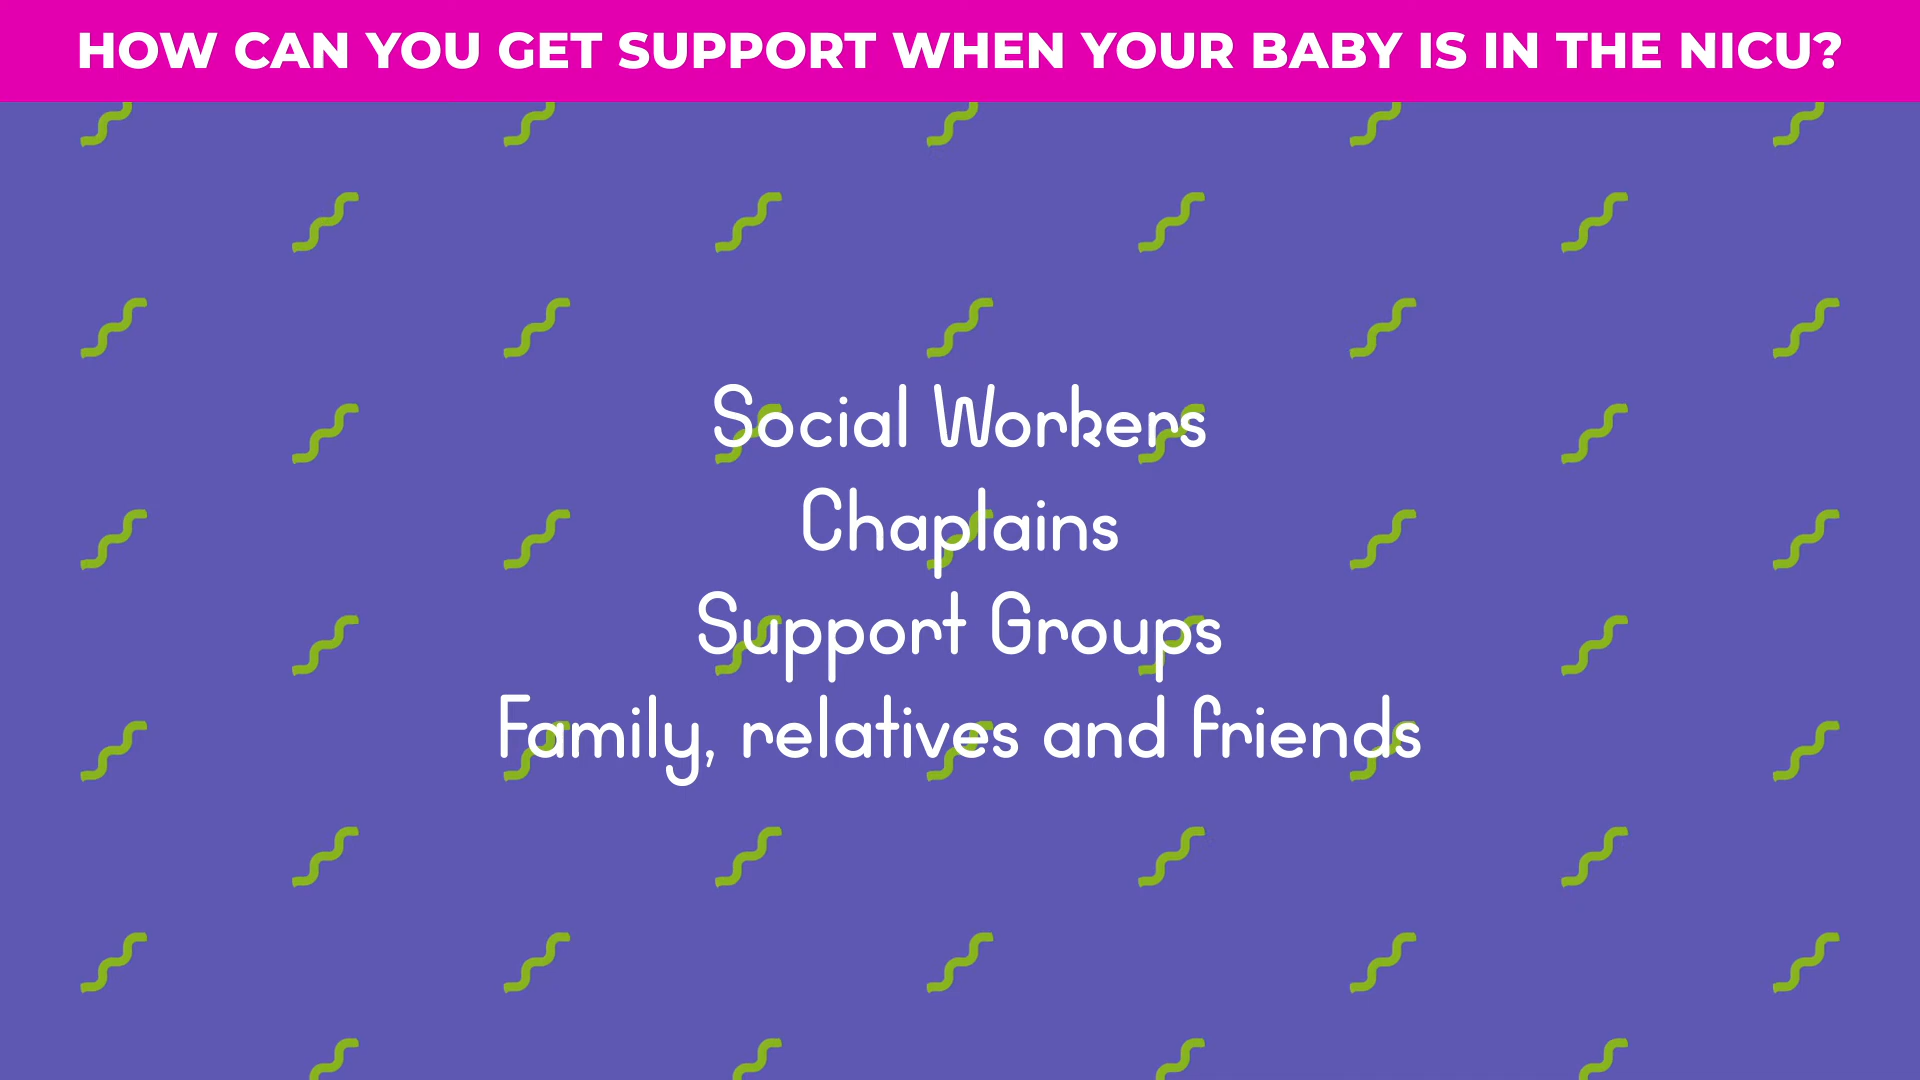 HOW CAN YOU GET SUPPORT WHEN YOUR BABY IS IN THE NICU?
Social Workers
Chaplains
Support Groups
Family, relatives and friends